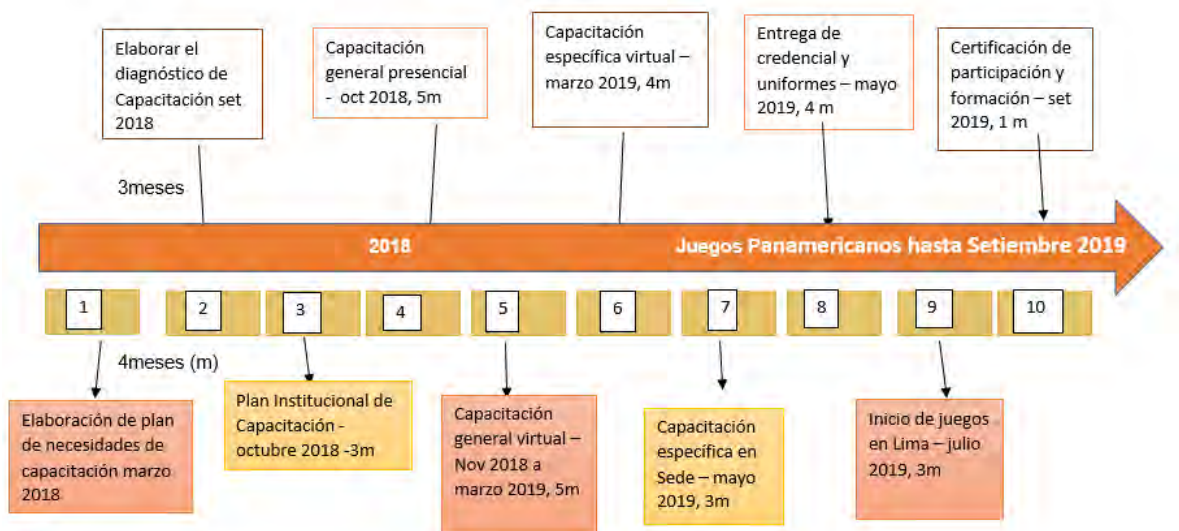 Elaborar el
diagnóstico de
Capacitación set
2018
Capacitación
general presencial
- oct 2018, 5m
Capacitación
específica virtual –
marzo 2019, 4m
Entrega de
credencial y
uniformes – mayo
2019, 4 m
Certificación de
participación y
formación – set
2019, 1 m
3meses
2018
Juegos Panamericanos hasta Setiembre 2019
1
2
3
4
5
6
7
8
9
10
4meses (m)
Elaboración de plan
de necesidades de
capacitación marzo
2018
Plan Institucional de
Capacitación -
octubre 2018 -3m
Capacitación
general virtual –
Nov 2018 a
marzo 2019, 5m
Capacitación
especifica en
Sede – mayo
2019, 3m
Inicio de juegos
en Lima – julio
2019, 3m